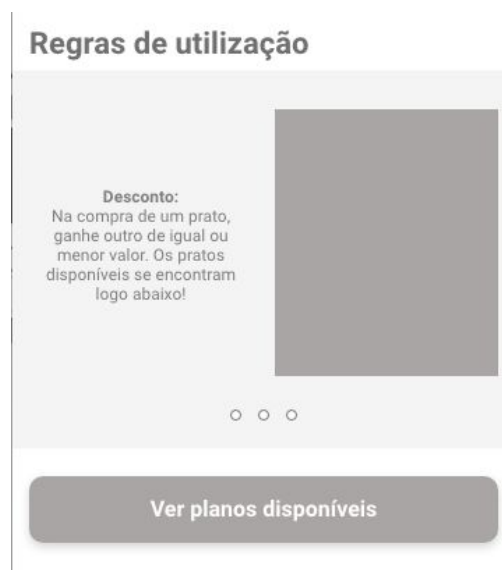 Regras de utilização
Desconto:
Na compra de um prato,
ganhe outro de igual ou
menor valor. Os pratos
disponíveis se encontram
logo abaixo!
Ver planos disponíveis